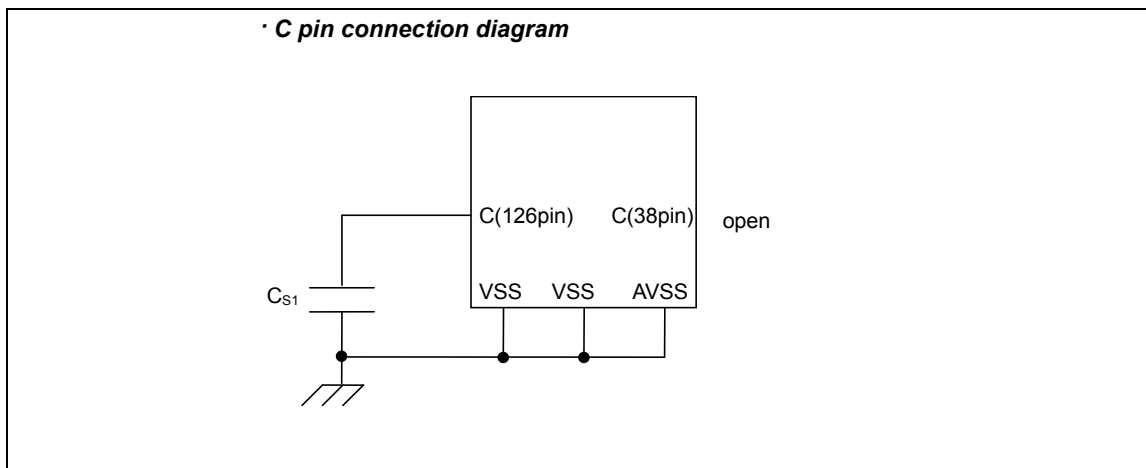 · C pin connection diagram
C(126pin) C(38pin) open
CS1
VSS VSS AVSS